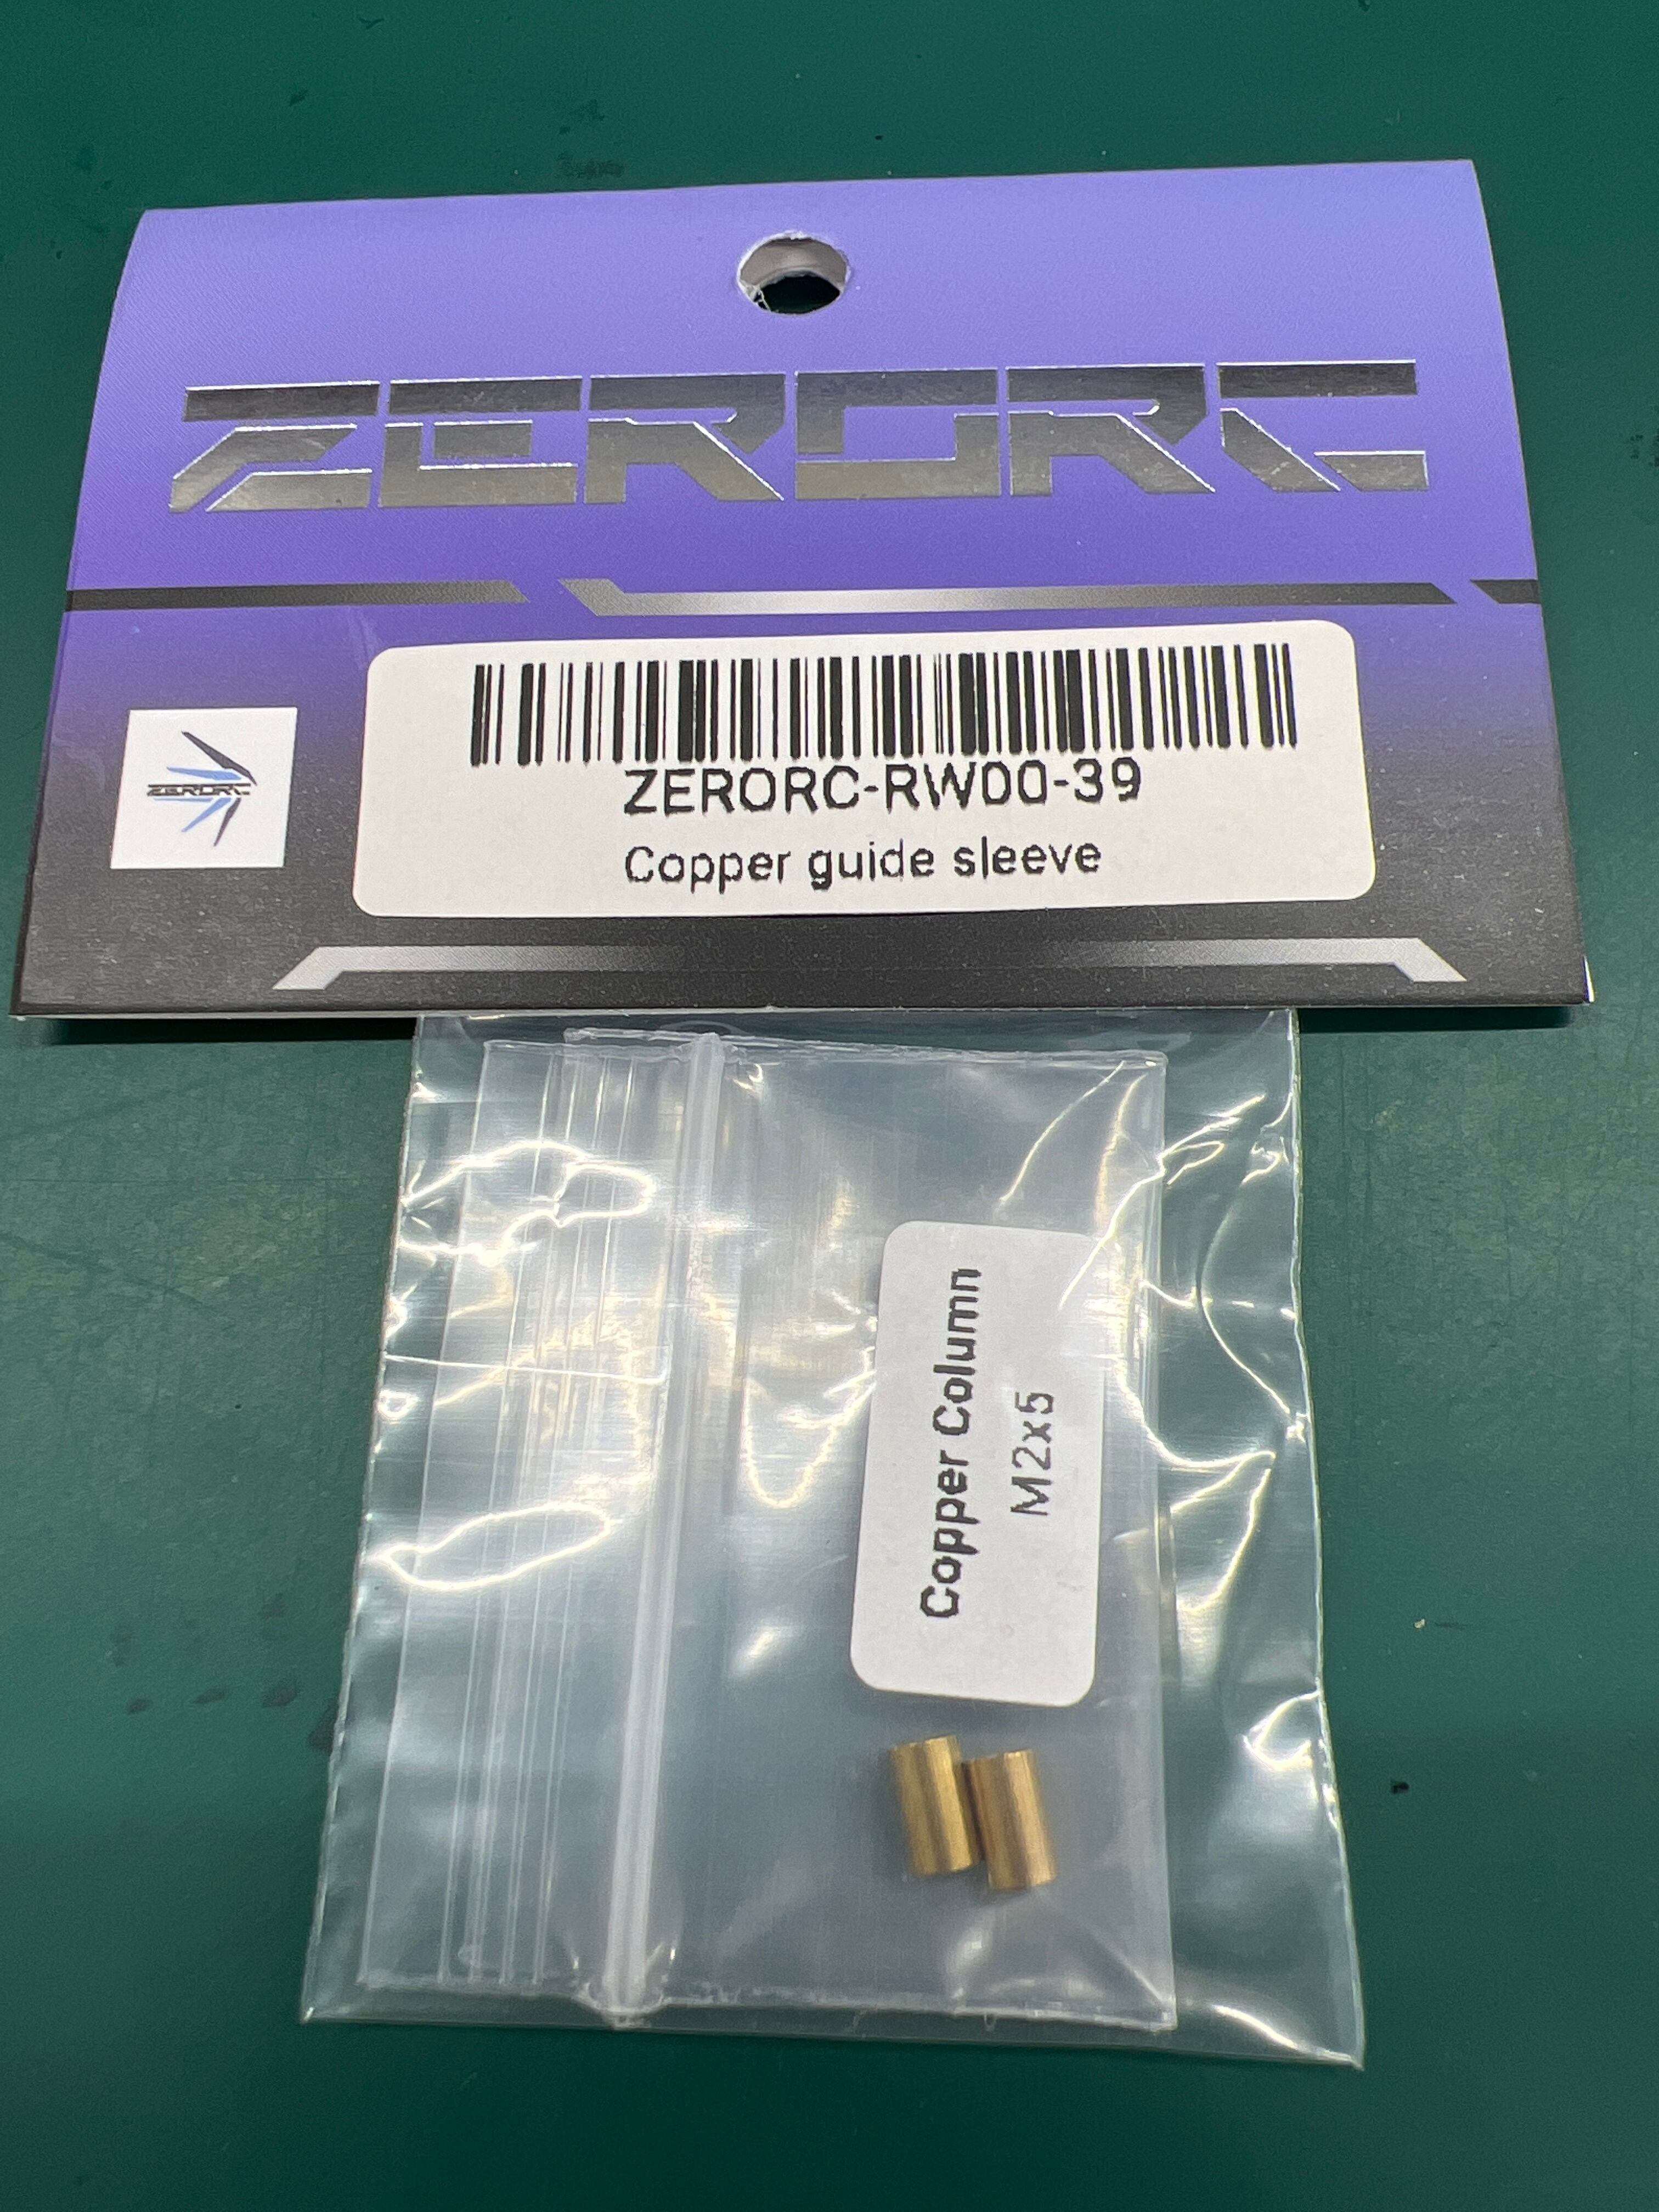 ZERORC
ZERORC
ZERORC-RW00-39
Copper guide sleeve
Copper Column
M2x5